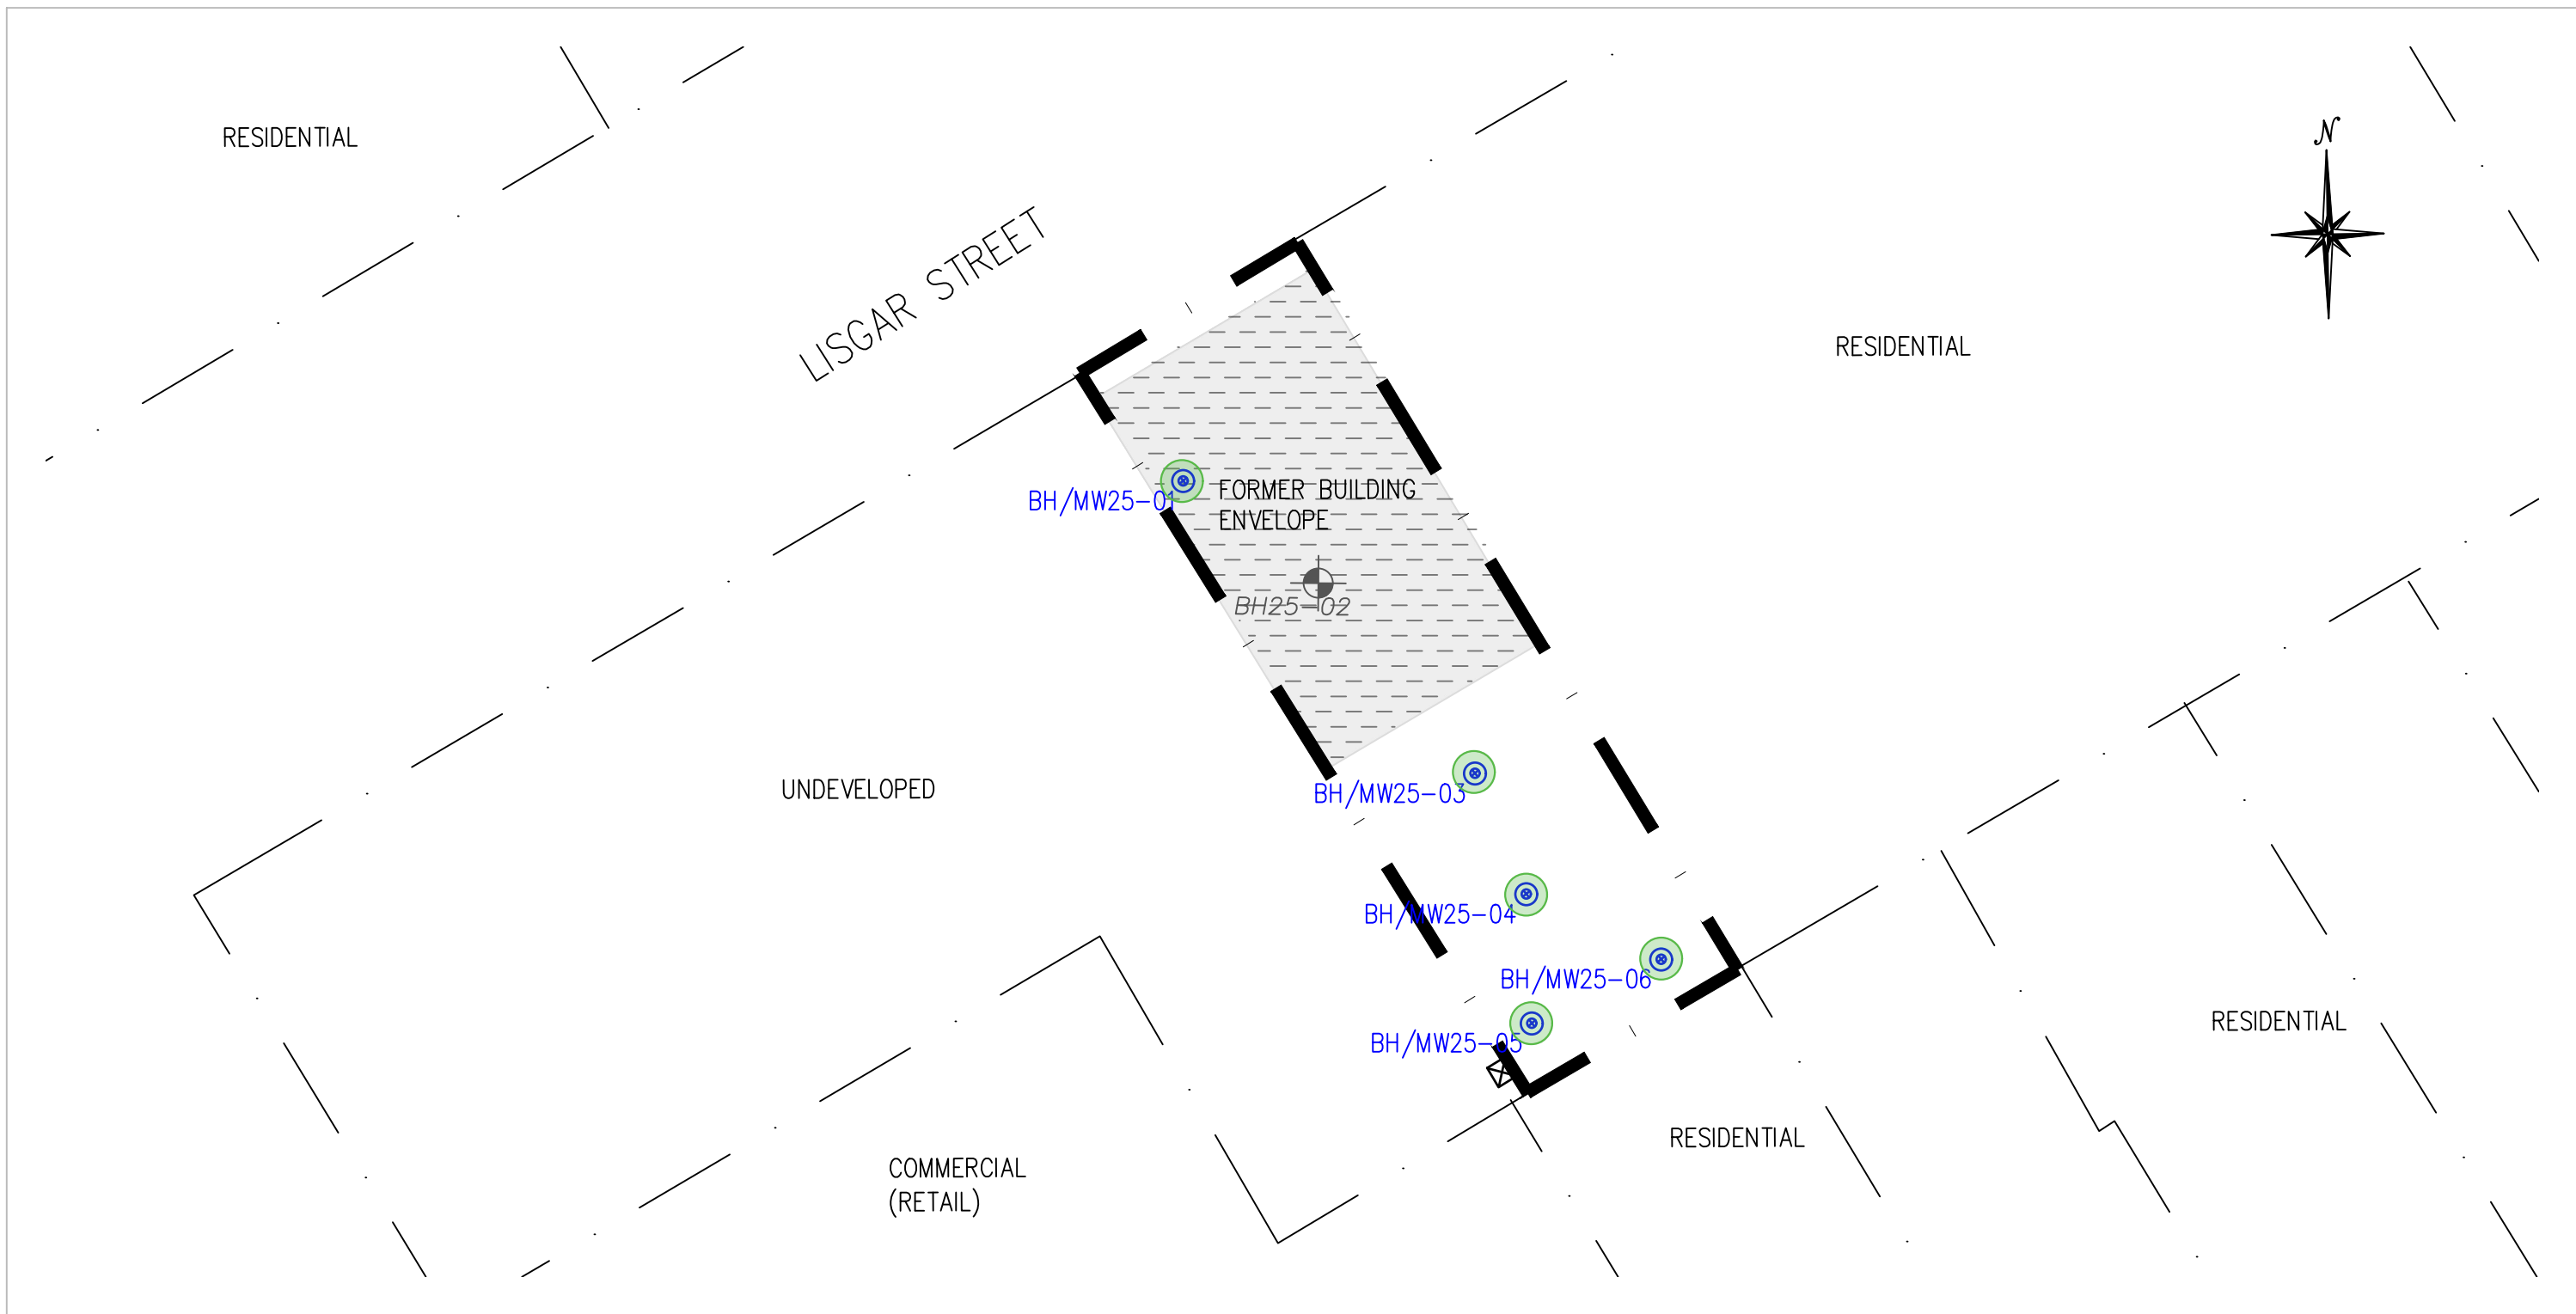 N
RESIDENTIAL
LISGAR STREET
RESIDENTIAL
BH/MW25-01
FORMER BUILDING
ENVELOPE
BH25-02
UNDEVELOPED
BH/MW25-03
BH/MW25-04
BH/MW25-06
BH/MW25-05
RESIDENTIAL
RESIDENTIAL
COMMERCIAL
(RETAIL)